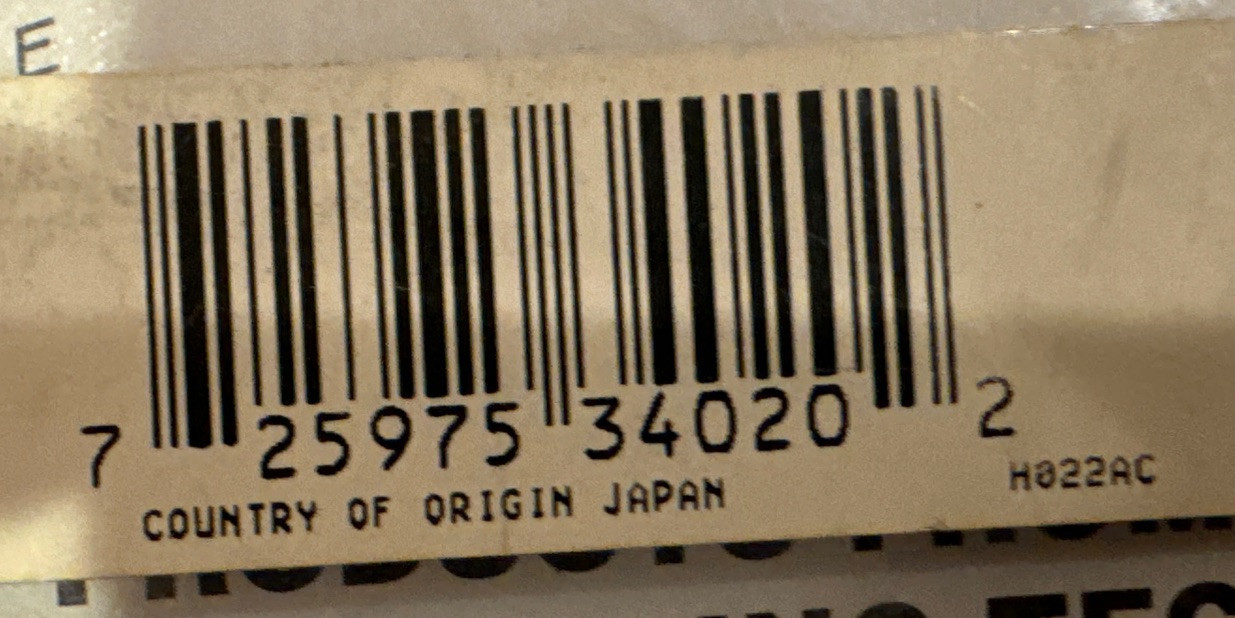 E
7 25975 34020 2
H022AC
COUNTRY OF ORIGIN JAPAN